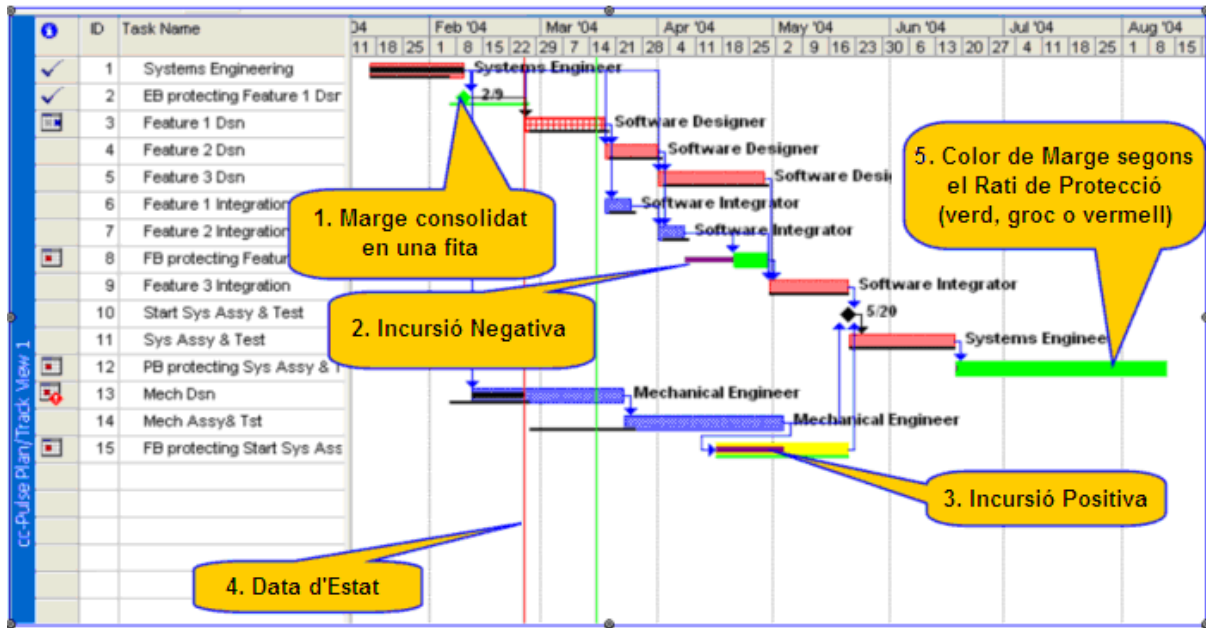 cc-Pulse Plan/Track View 1
ID Task Name
04 Feb '04 Mar '04 Apr '04 May '04 Jun '04 Jul '04 Aug '04
11 18 25 1 8 15 22 29 7 14 21 28 4 11 18 25 2 9 16 23 30 6 13 20 27 4 11 18 25 1 8 15
1 Systems Engineering Systems Engineer
2 EB protecting Feature 1 Dsr 2/9
3 Feature 1 Dsn Software Designer
4 Feature 2 Dsn Software Designer
5 Feature 3 Dsn Software Desig
6 Feature 1 Integration Software Integrator
7 Feature 2 Integration Software Integrator
8 FB protecting Featur
9 Feature 3 Integration Software Integrator
10 Start Sys Assy & Test 5/20
11 Sys Assy & Test Systems Enginee
12 PB protecting Sys Assy & T
13 Mech Dsn Mechanical Engineer
14 Mech Assy& Tst Mechanical Engineer
15 FB protecting Start Sys Ass
1. Marge consolidat
en una fita
2. Incursió Negativa
5. Color de Marge segons
el Rati de Protecció
(verd, groc o vermell)
3. Incursió Positiva
4. Data d'Estat